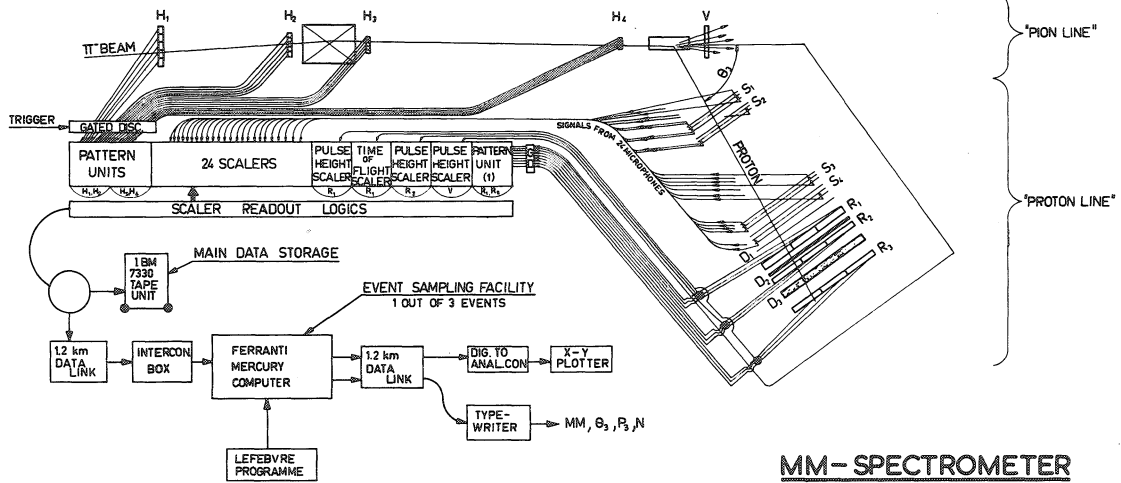 H₁
H₂
H₃
H₄
V
"PION LINE"
π⁻ BEAM
θ₃
TRIGGER
GATED DISC.
SIGNALS FROM 24 MICROPHONES
PROTON
S₁
S₂
S₃
S₄
"PROTON LINE"
PATTERN UNITS
24 SCALERS
PULSE HEIGHT SCALER
TIME OF FLIGHT SCALER
PULSE HEIGHT SCALER
PULSE HEIGHT SCALER
PATTERN UNIT (1)
G
H₁,H₂
H₃,H₄
R₁
R₁
R₂
V
R₁ R₃
SCALER READOUT LOGICS
R₁
R₂
R₃
D₁
D₂
D₃
IBM 7330 TAPE UNIT
MAIN DATA STORAGE
EVENT SAMPLING FACILITY
1 OUT OF 3 EVENTS
1.2 km DATA LINK
INTERCON. BOX
FERRANTI MERCURY COMPUTER
1.2 km DATA LINK
DIG. TO ANAL.CON
X-Y PLOTTER
TYPE-WRITER
MM, θ₃, P₃, N
LEFEBVRE PROGRAMME
MM-SPECTROMETER